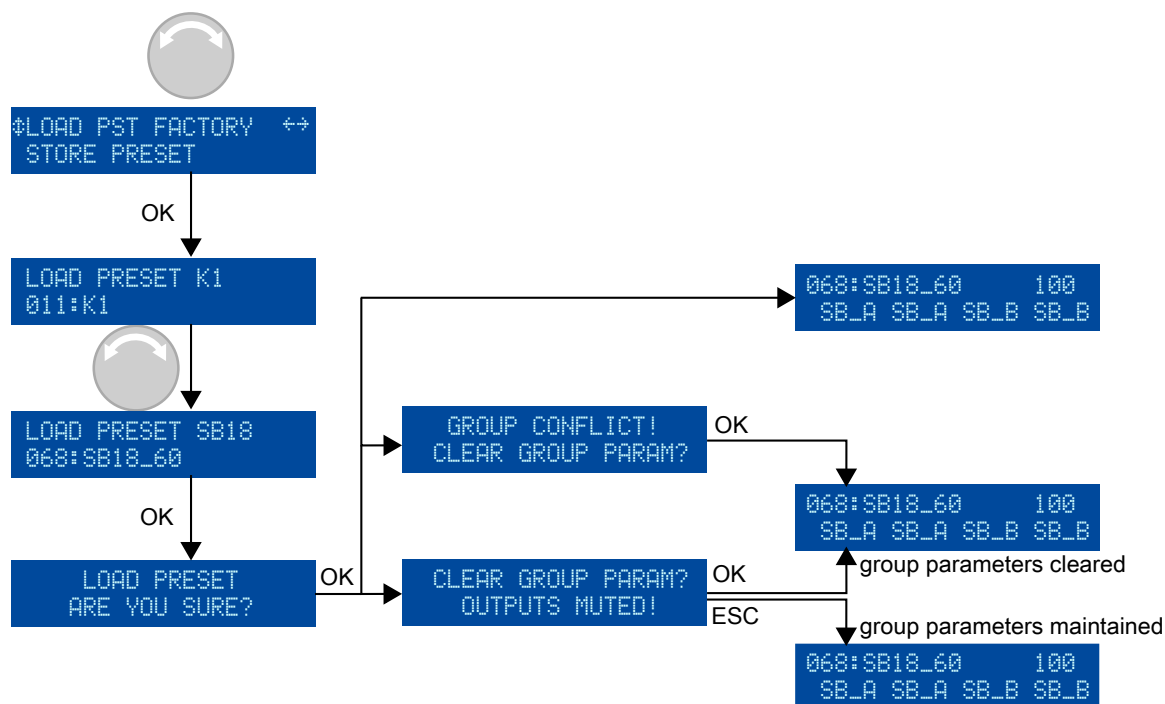 ↕LOAD PST FACTORY ↔
STORE PRESET
OK
LOAD PRESET K1
011:K1
LOAD PRESET SB18
068:SB18_60
OK
LOAD PRESET
ARE YOU SURE?
OK
068:SB18_60 100
SB_A SB_A SB_B SB_B
GROUP CONFLICT!
CLEAR GROUP PARAM?
OK
068:SB18_60 100
SB_A SB_A SB_B SB_B
group parameters cleared
CLEAR GROUP PARAM?
OUTPUTS MUTED!
OK
ESC
group parameters maintained
068:SB18_60 100
SB_A SB_A SB_B SB_B